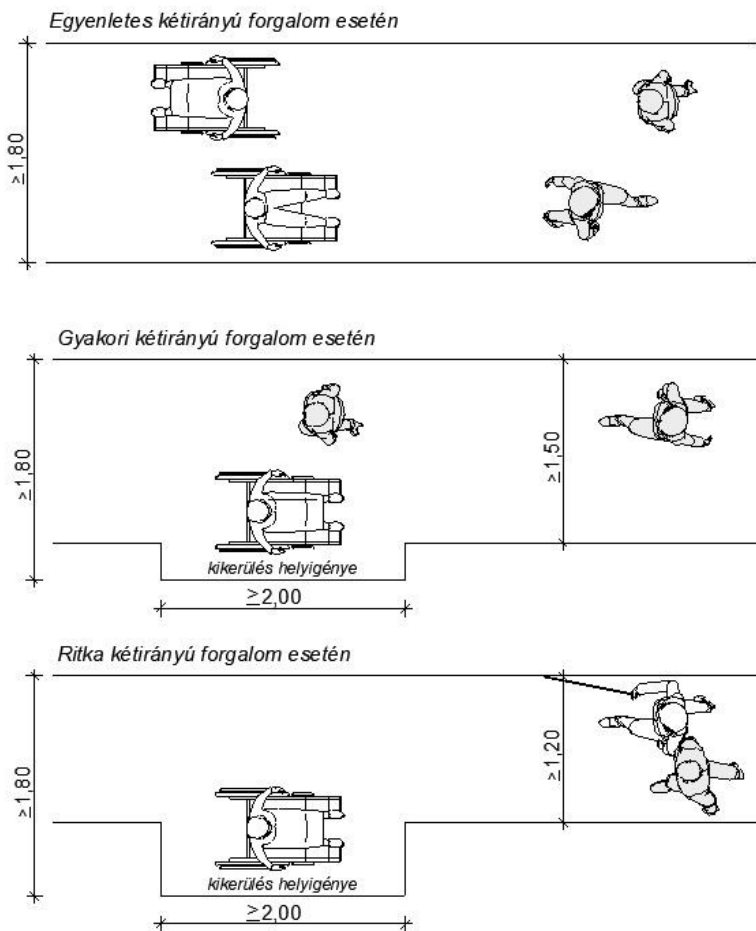 Egyenletes kétirányú forgalom esetén
≥1,80
Gyakori kétirányú forgalom esetén
≥1,80
≥1,50
kikerülés helyigénye
≥2,00
Ritka kétirányú forgalom esetén
≥1,80
≥1,20
kikerülés helyigénye
≥2,00